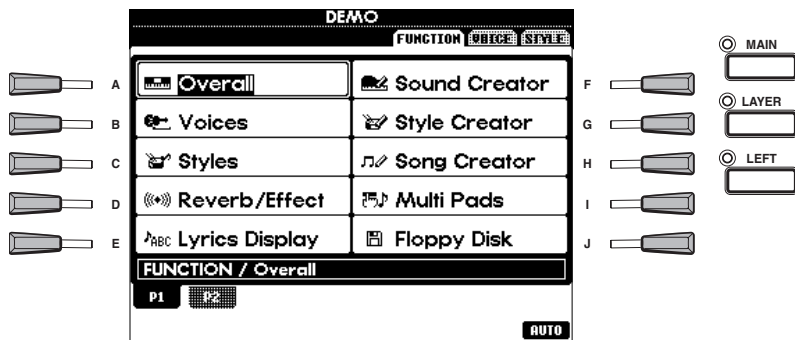 DEMO
FUNCTION VOICE STYLE
MAIN
A Overall Sound Creator F
LAYER
B Voices Style Creator G
C Styles Song Creator H
LEFT
D Reverb/Effect Multi Pads I
E ABC Lyrics Display Floppy Disk J
FUNCTION / Overall
P1 P2
AUTO